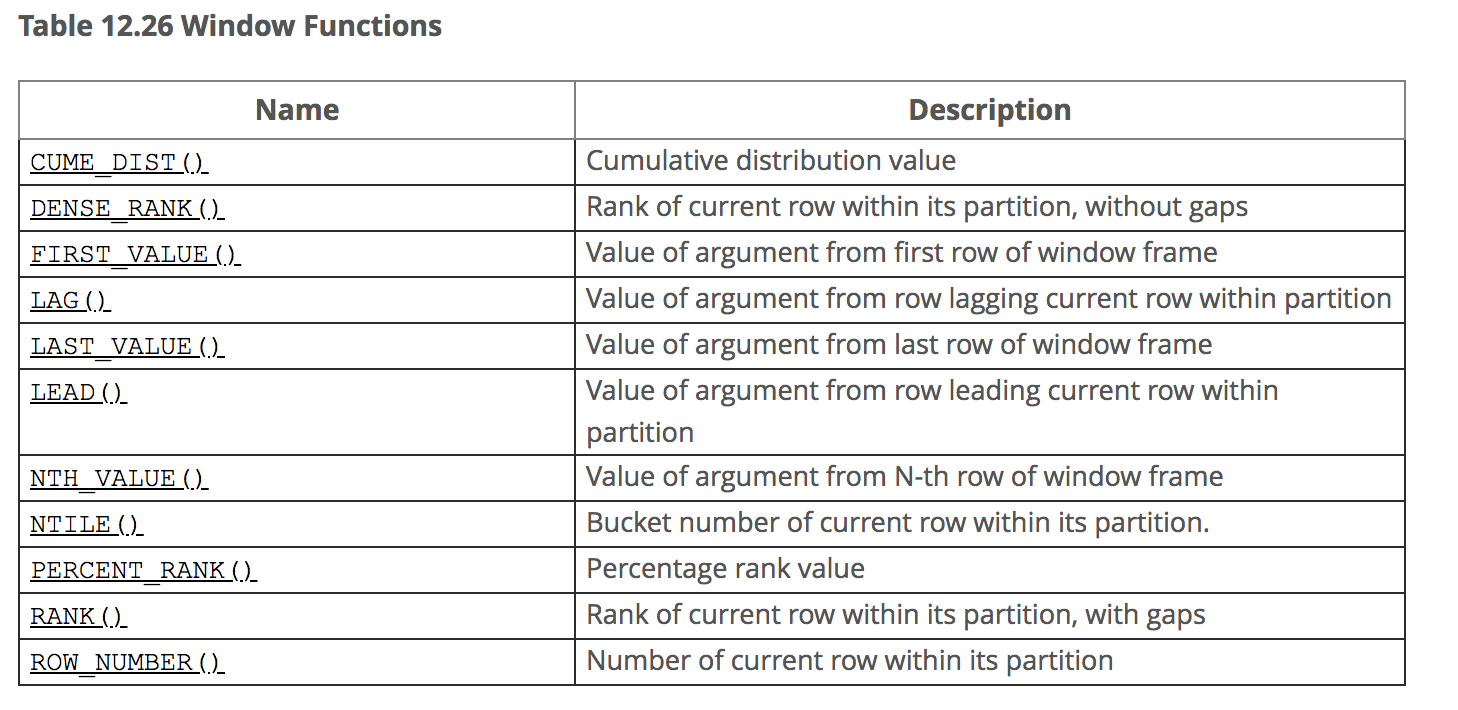 Table 12.26 Window Functions
Name Description
CUME_DIST() Cumulative distribution value
DENSE_RANK() Rank of current row within its partition, without gaps
FIRST_VALUE() Value of argument from first row of window frame
LAG() Value of argument from row lagging current row within partition
LAST_VALUE() Value of argument from last row of window frame
LEAD() Value of argument from row leading current row within
partition
NTH_VALUE() Value of argument from N-th row of window frame
NTILE() Bucket number of current row within its partition.
PERCENT_RANK() Percentage rank value
RANK() Rank of current row within its partition, with gaps
ROW_NUMBER() Number of current row within its partition